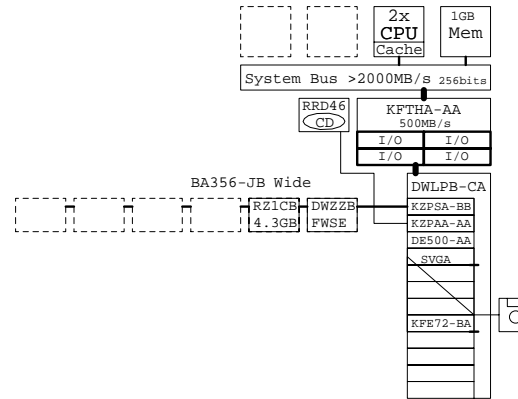 2x
CPU
Cache
1GB
Mem
System Bus >2000MB/s 256bits
RRD46
CD
KFTHA-AA
500MB/s
I/O I/O
I/O I/O
BA356-JB Wide
DWLPB-CA
RZ1CB
4.3GB
DWZZB
FWSE
KZPSA-BB
KZPAA-AA
DE500-AA
SVGA
KFE72-BA